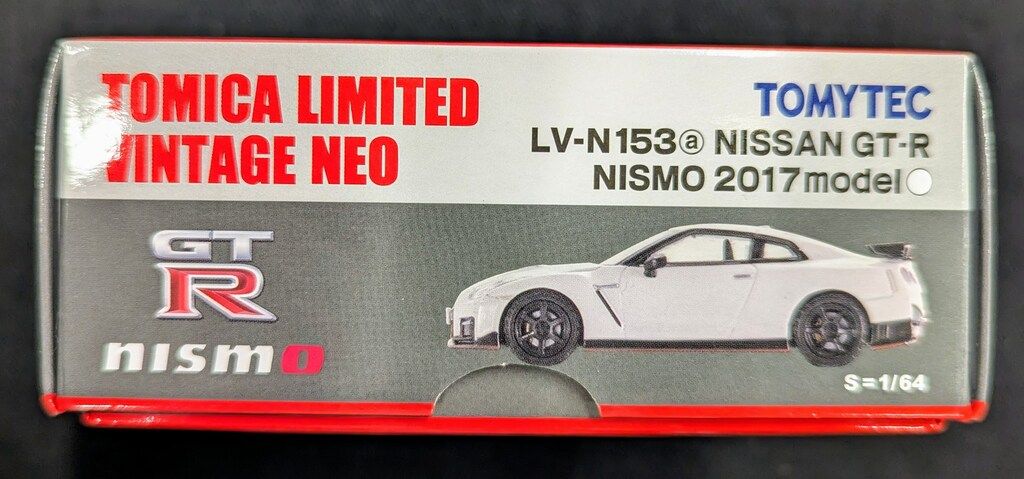 TOMICA LIMITED
VINTAGE NEO
TOMYTEC
LV-N153ⓐ NISSAN GT-R
NISMO 2017model
GT
R
nismo
S=1/64